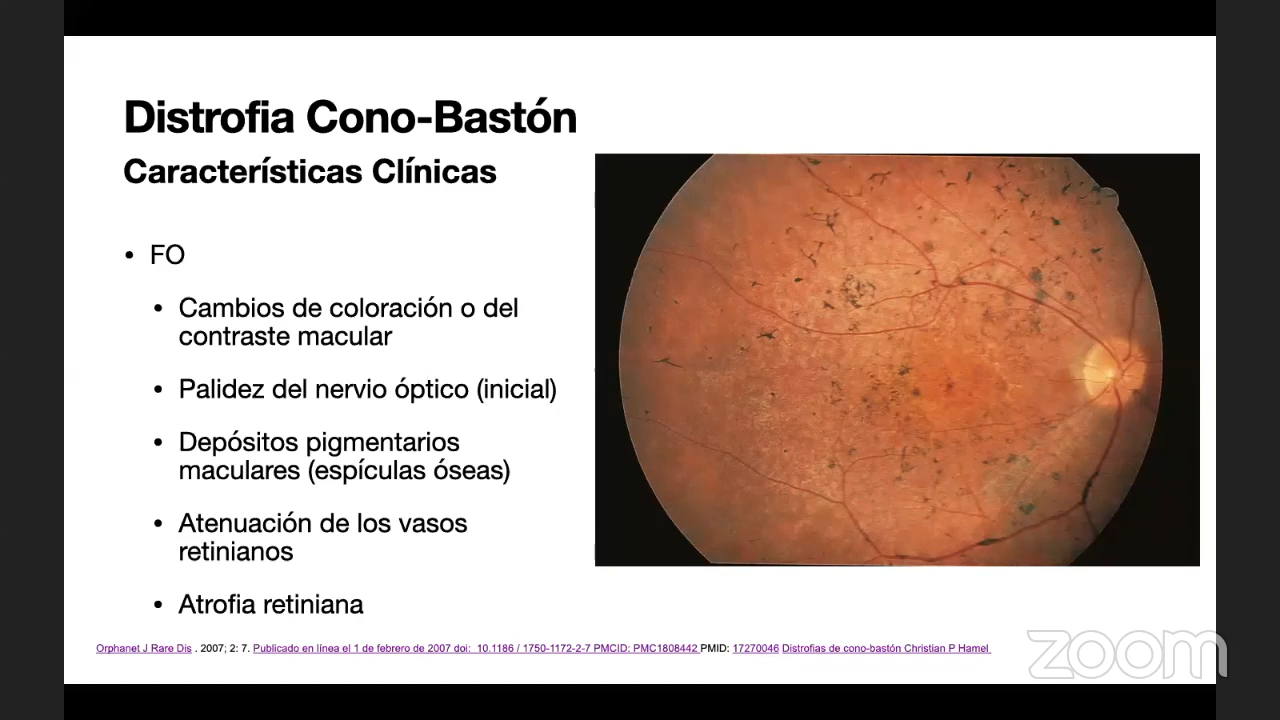 Distrofia Cono-Bastón
Características Clínicas
• FO
• Cambios de coloración o del
contraste macular
• Palidez del nervio óptico (inicial)
• Depósitos pigmentarios
maculares (espículas óseas)
• Atenuación de los vasos
retinianos
• Atrofia retiniana
Orphanet J Rare Dis . 2007; 2: 7. Publicado en línea el 1 de febrero de 2007 doi: 10.1186 / 1750-1172-2-7 PMCID: PMC1808442 PMID: 17270046 Distrofias de cono-bastón Christian P Hamel
zoom